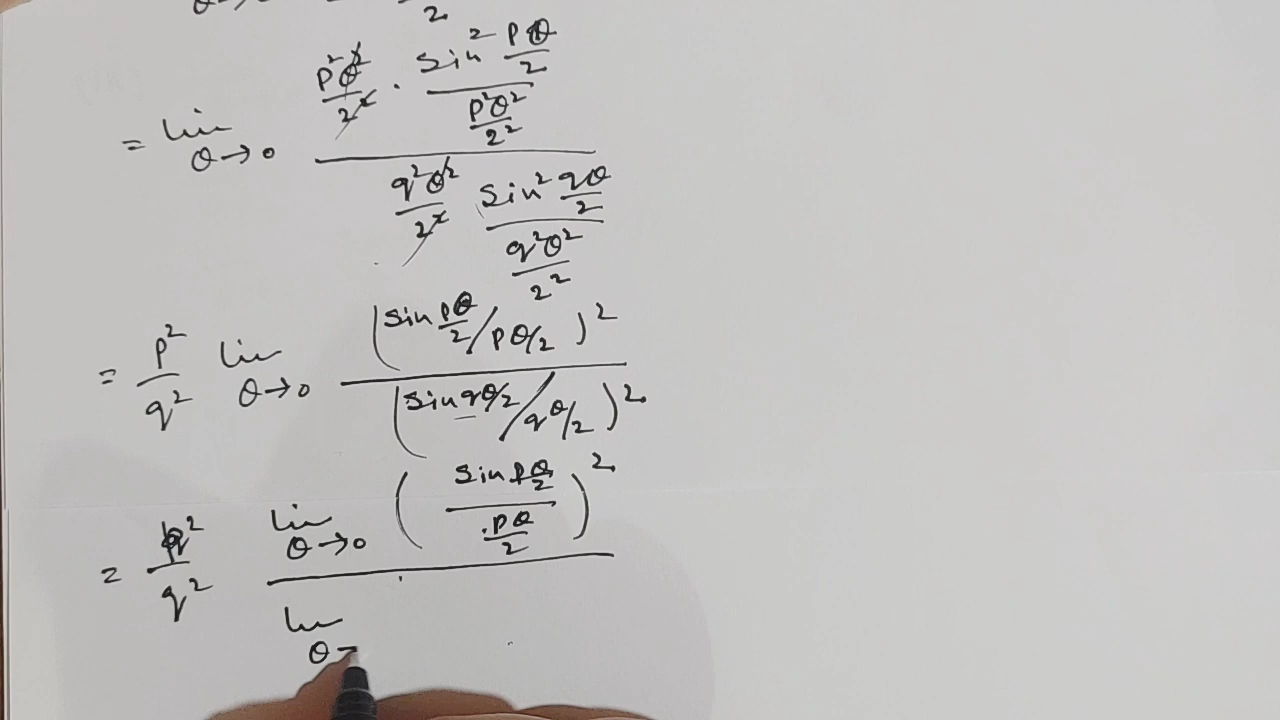 θ→ 2
= lim θ→0 (p²θ²/2² · sin² pθ/2 / (p²θ²/2²)) / (q²θ²/2² sin² qθ/2 / (q²θ²/2²))
= p²/q² lim θ→0 (sin pθ/2 / pθ/2)² / (sin qθ/2 / qθ/2)²
= p²/q² lim θ→0 (sin pθ/2 / (pθ/2))²
lim θ-